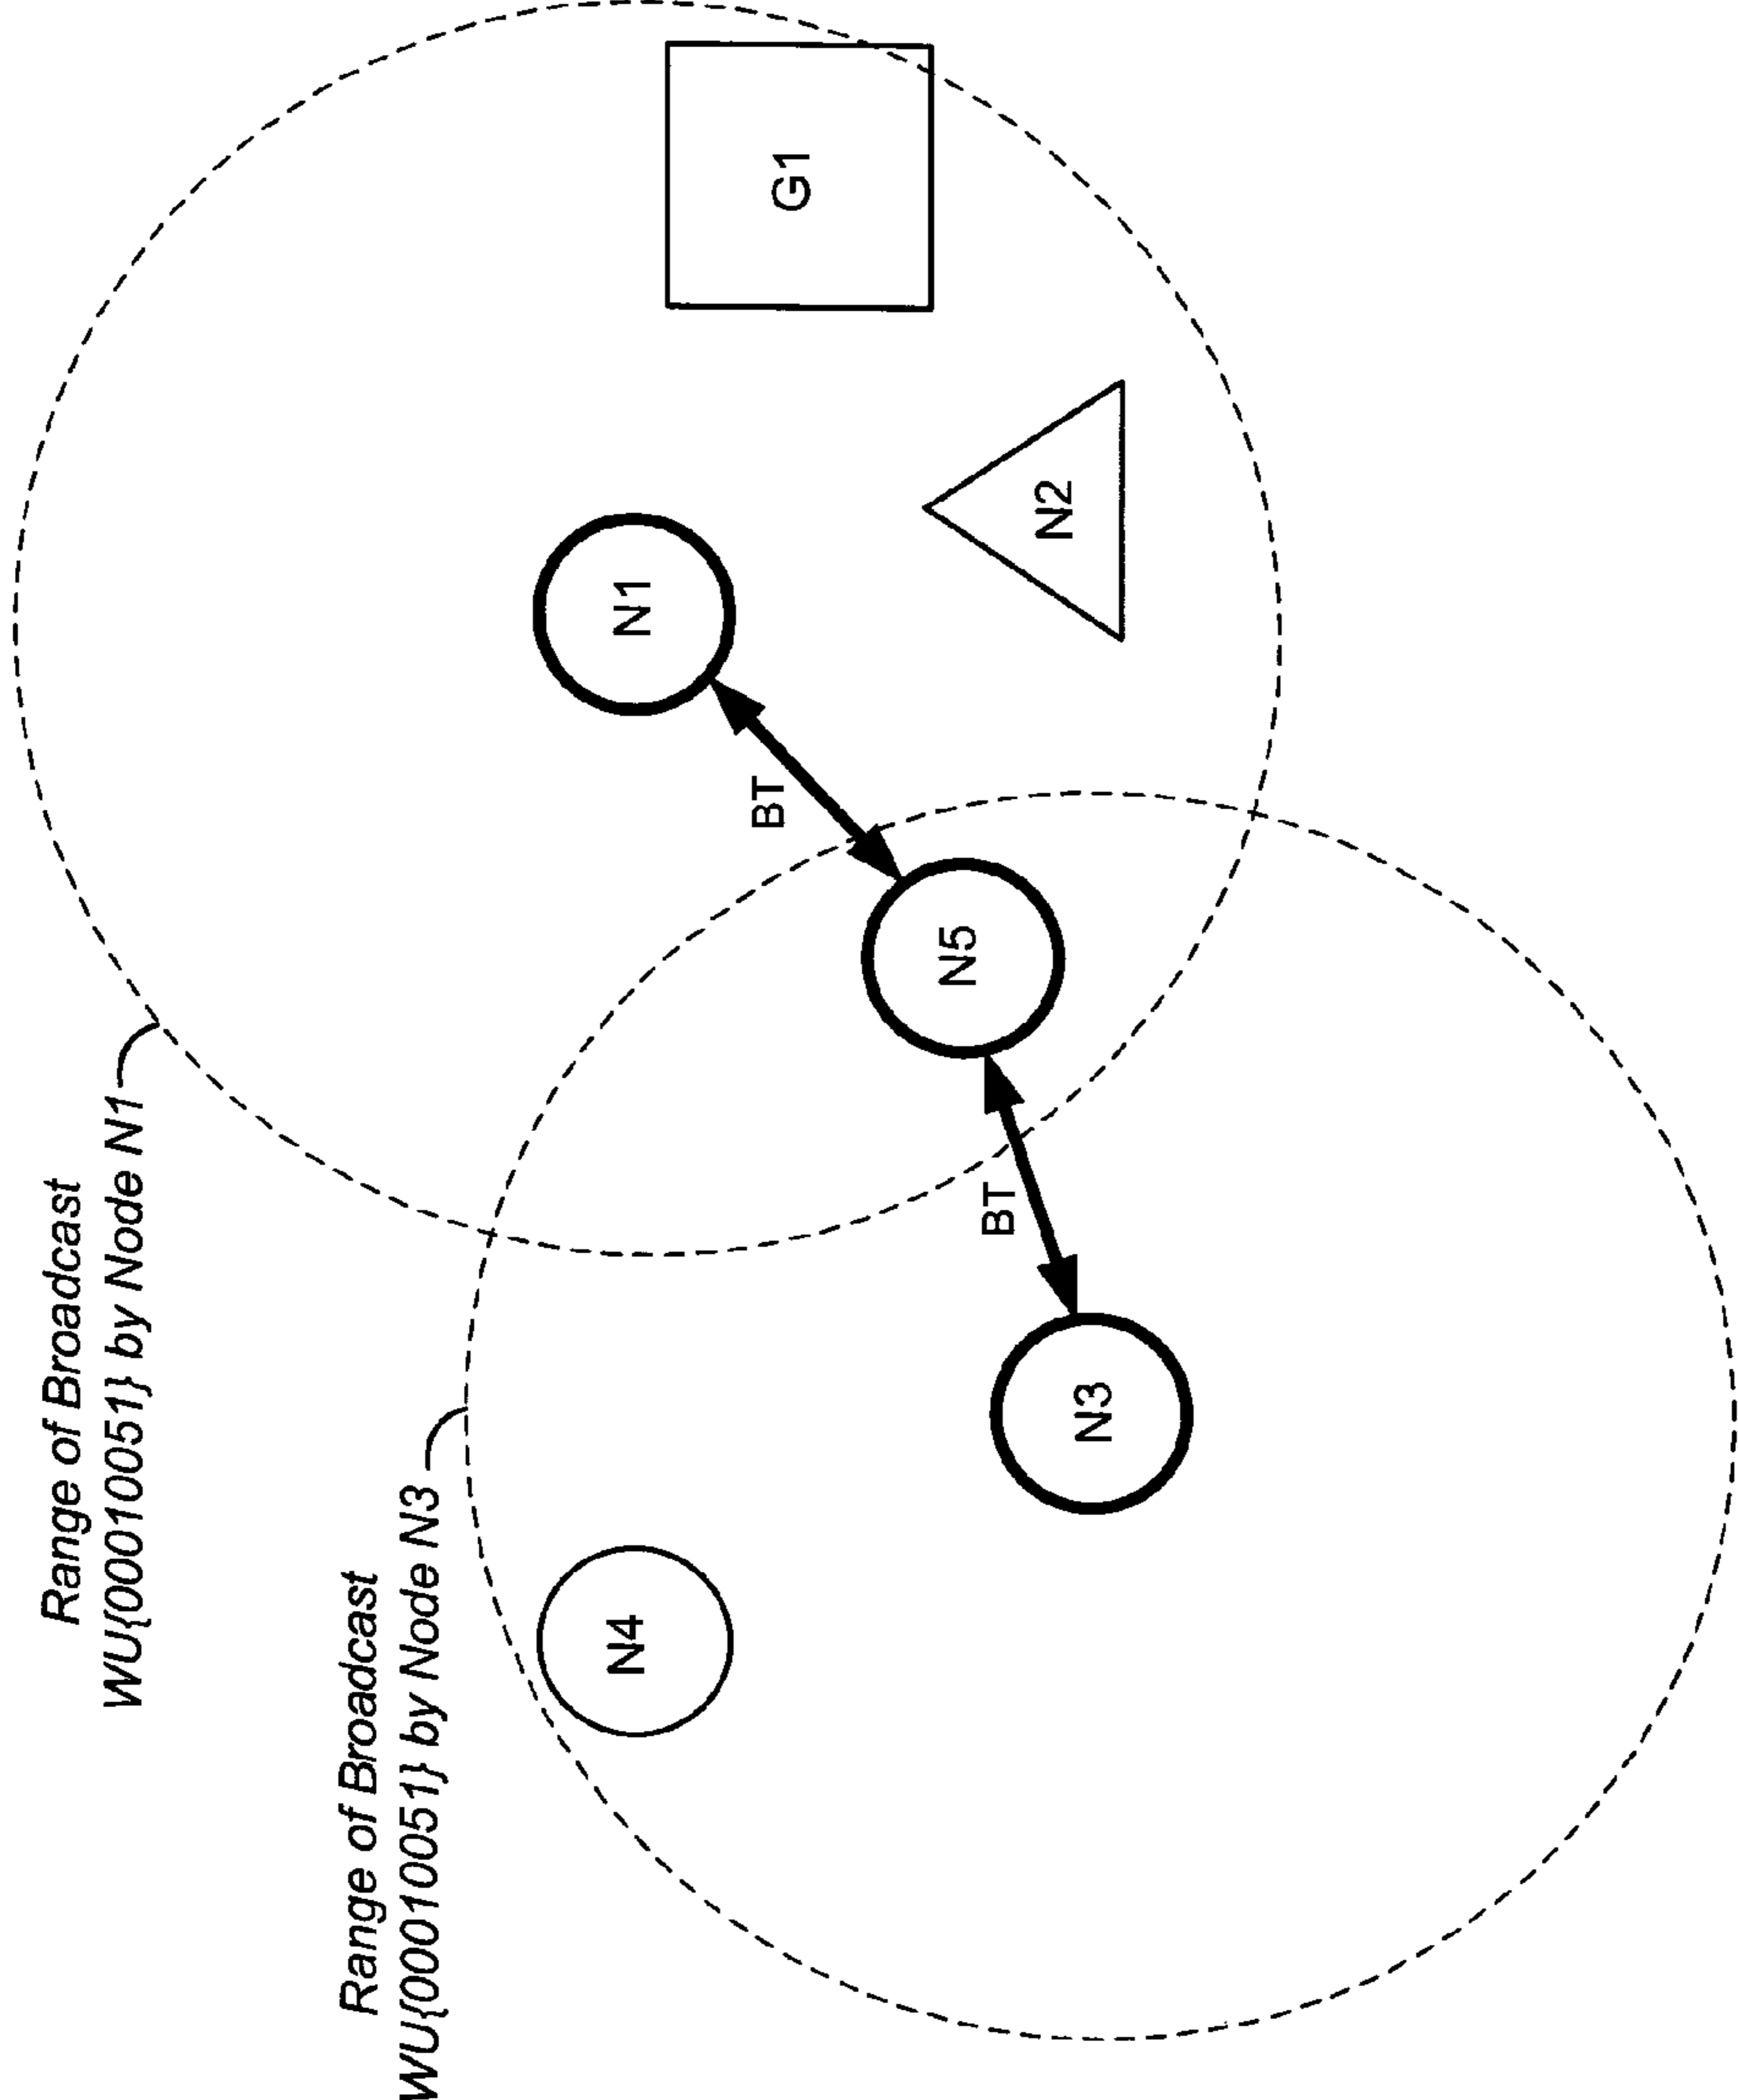 Range of Broadcast
WU{00010051} by Node N1
Range of Broadcast
WU{00010051} by Node N3
N4
N3
BT
N5
BT
N1
N2
G1